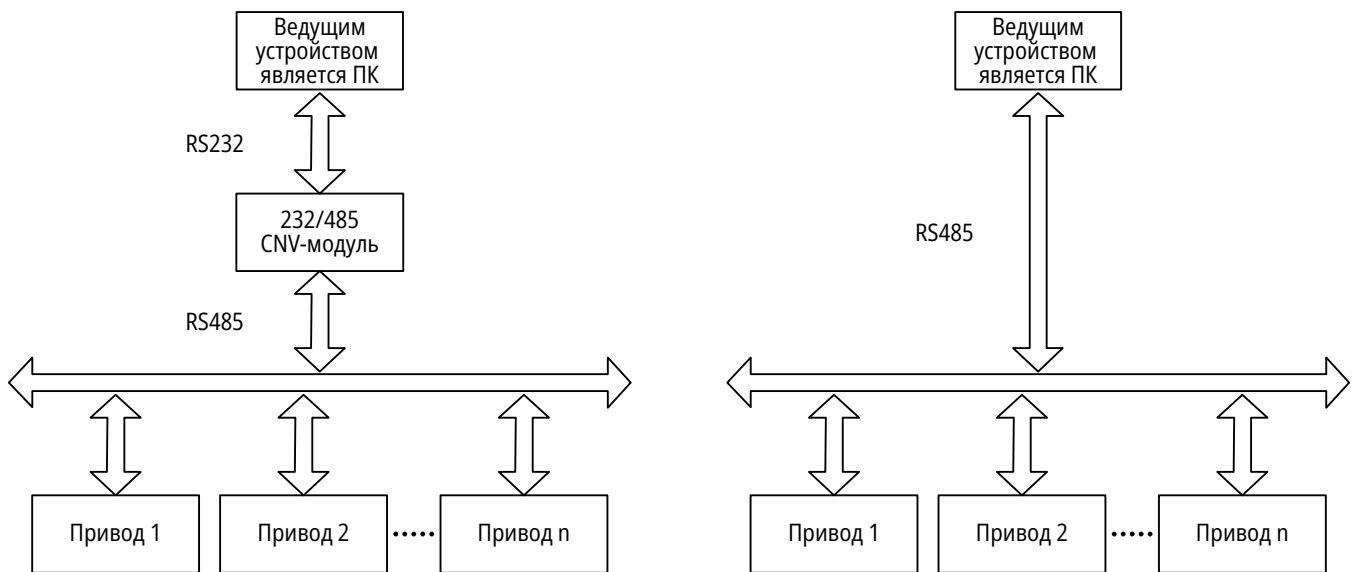 Ведущим
устройством
является ПК
RS232
232/485
CNV-модуль
RS485
Привод 1
Привод 2
Привод n
Ведущим
устройством
является ПК
RS485
Привод 1
Привод 2
Привод n